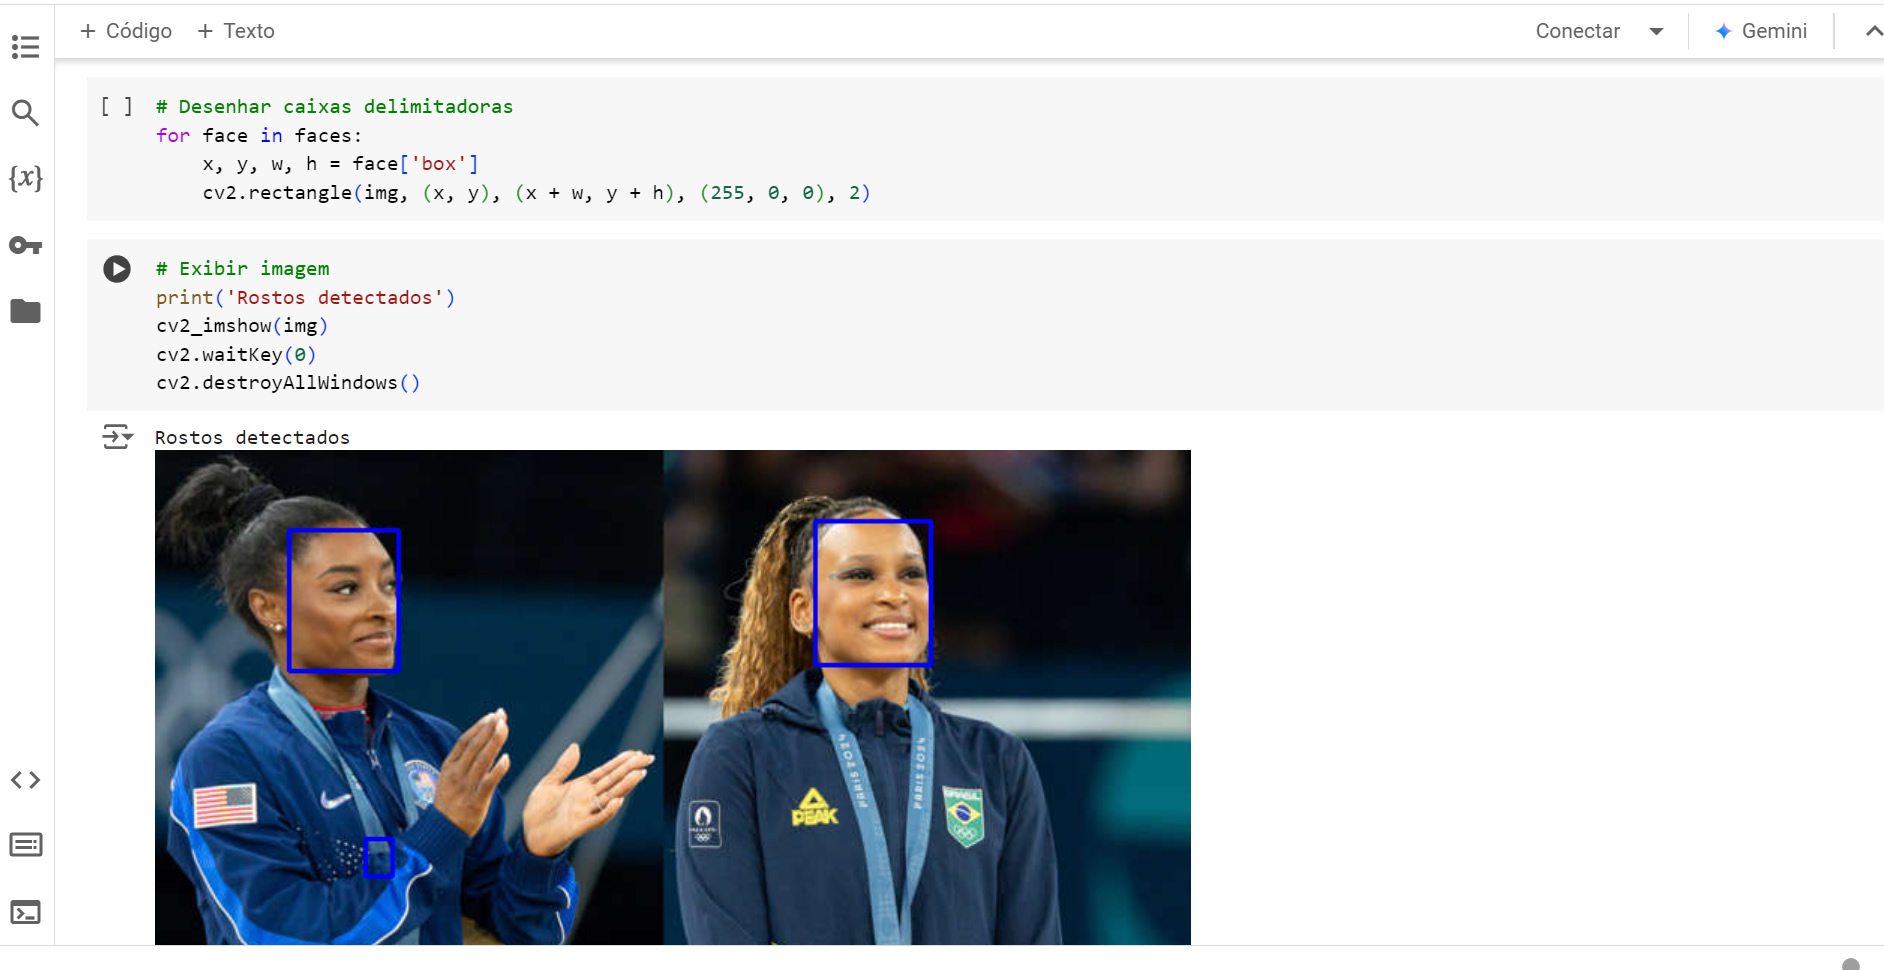 + Código + Texto
Conectar
Gemini
{x}
[ ] # Desenhar caixas delimitadoras
for face in faces:
x, y, w, h = face['box']
cv2.rectangle(img, (x, y), (x + w, y + h), (255, 0, 0), 2)
# Exibir imagem
print('Rostos detectados')
cv2_imshow(img)
cv2.waitKey(0)
cv2.destroyAllWindows()
Rostos detectados
PARIS 2024
PARIS 2024
PEAK
BRASIL